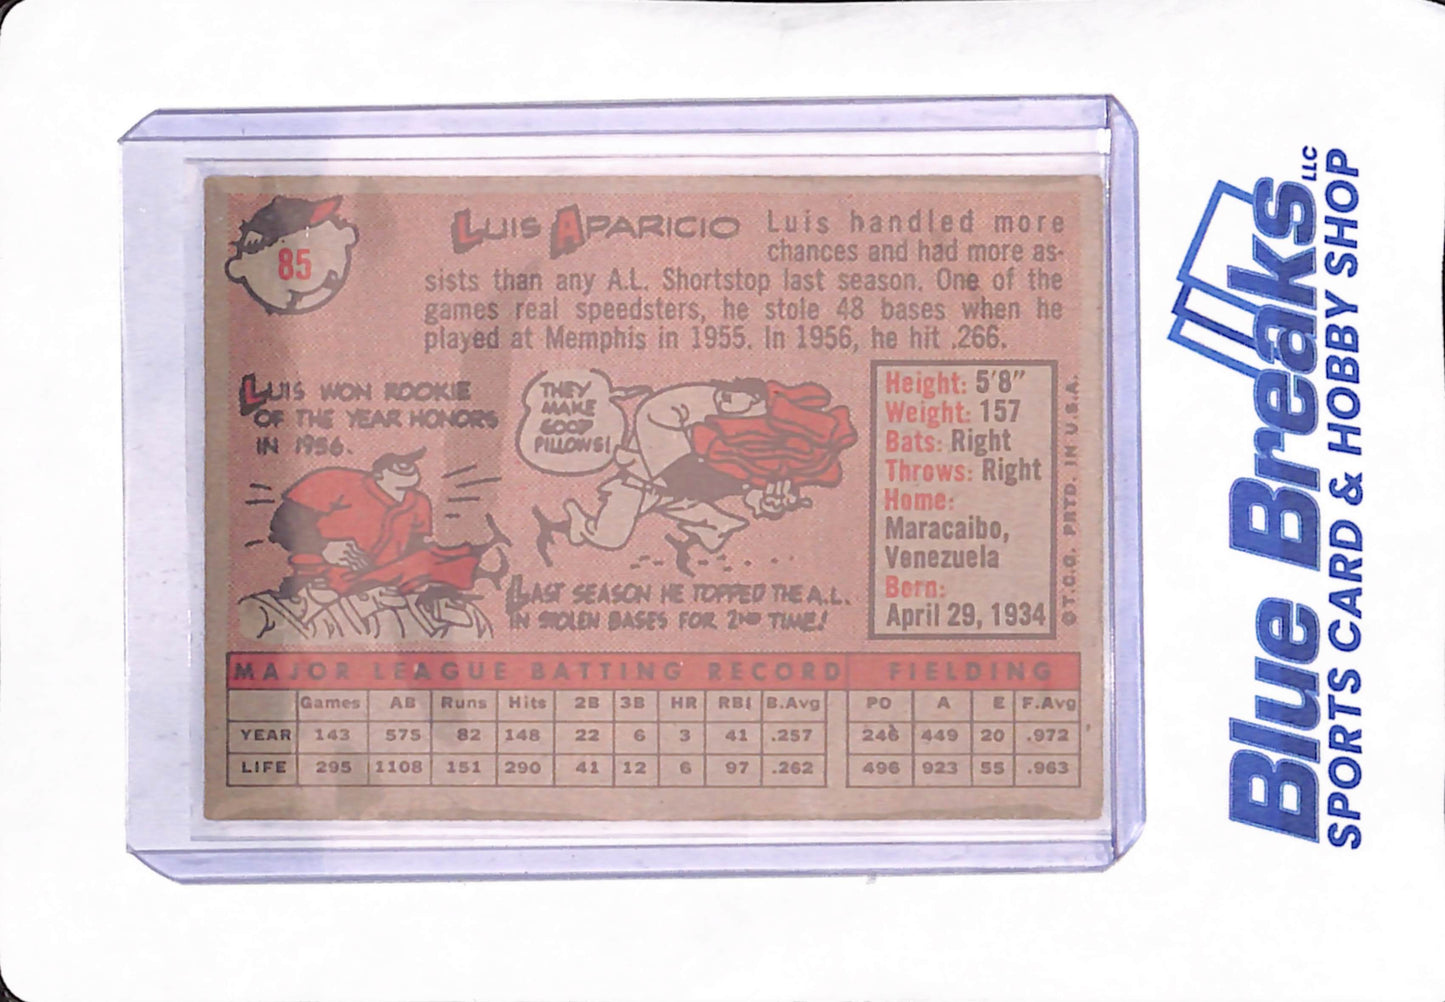 85
LUIS APARICIO Luis handled more
chances and had more as-
sists than any A.L. Shortstop last season. One of the
games real speedsters, he stole 48 bases when he
played at Memphis in 1955. In 1956, he hit .266.
LUIS WON ROOKIE
OF THE YEAR HONORS
IN 1956.
THEY
MAKE
GOOD
PILLOWS!
LAST SEASON HE TOPPED THE A.L.
IN STOLEN BASES FOR 2ND TIME!
Height: 5'8"
Weight: 157
Bats: Right
Throws: Right
Home:
Maracaibo,
Venezuela
Born:
April 29, 1934
© T.C.G. PRTD. IN U.S.A.
MAJOR LEAGUE BATTING RECORD FIELDING
Games AB Runs Hits 2B 3B HR RBI B.Avg PO A E F.Avg
YEAR 143 575 82 148 22 6 3 41 .257 246 449 20 .972
LIFE 295 1108 151 290 41 12 6 97 .262 496 923 55 .963
Blue Breaks LLC
SPORTS CARD & HOBBY SHOP